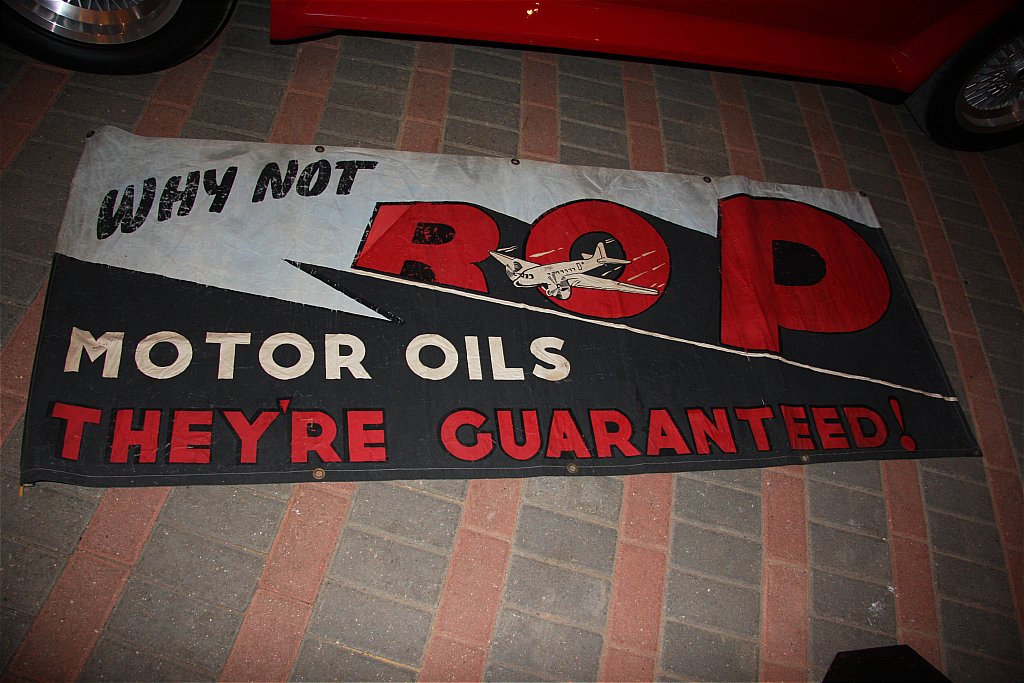 WHY NOT
ROP
MOTOR OILS
THEY'RE GUARANTEED!